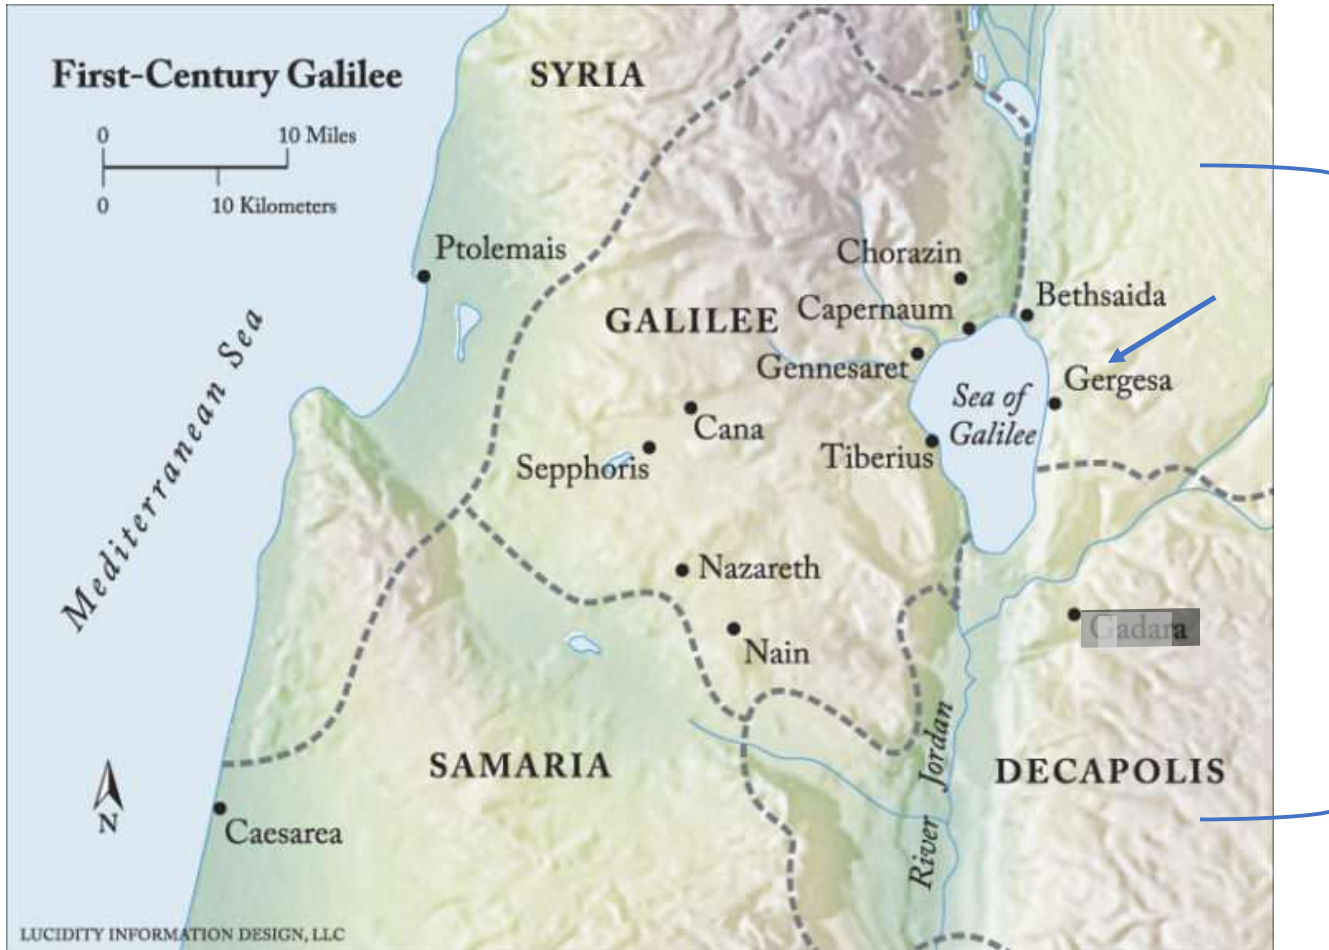 First-Century Galilee
SYRIA
0 10 Miles
0 10 Kilometers
Ptolemais
Chorazin
Bethsaida
Capernaum
GALILEE
Gennesaret
Gergesa
Sea of
Galilee
Cana
Tiberius
Sepphoris
Mediterranean Sea
Nazareth
Gadara
Nain
River Jordan
SAMARIA
DECAPOLIS
N
Caesarea
LUCIDITY INFORMATION DESIGN, LLC